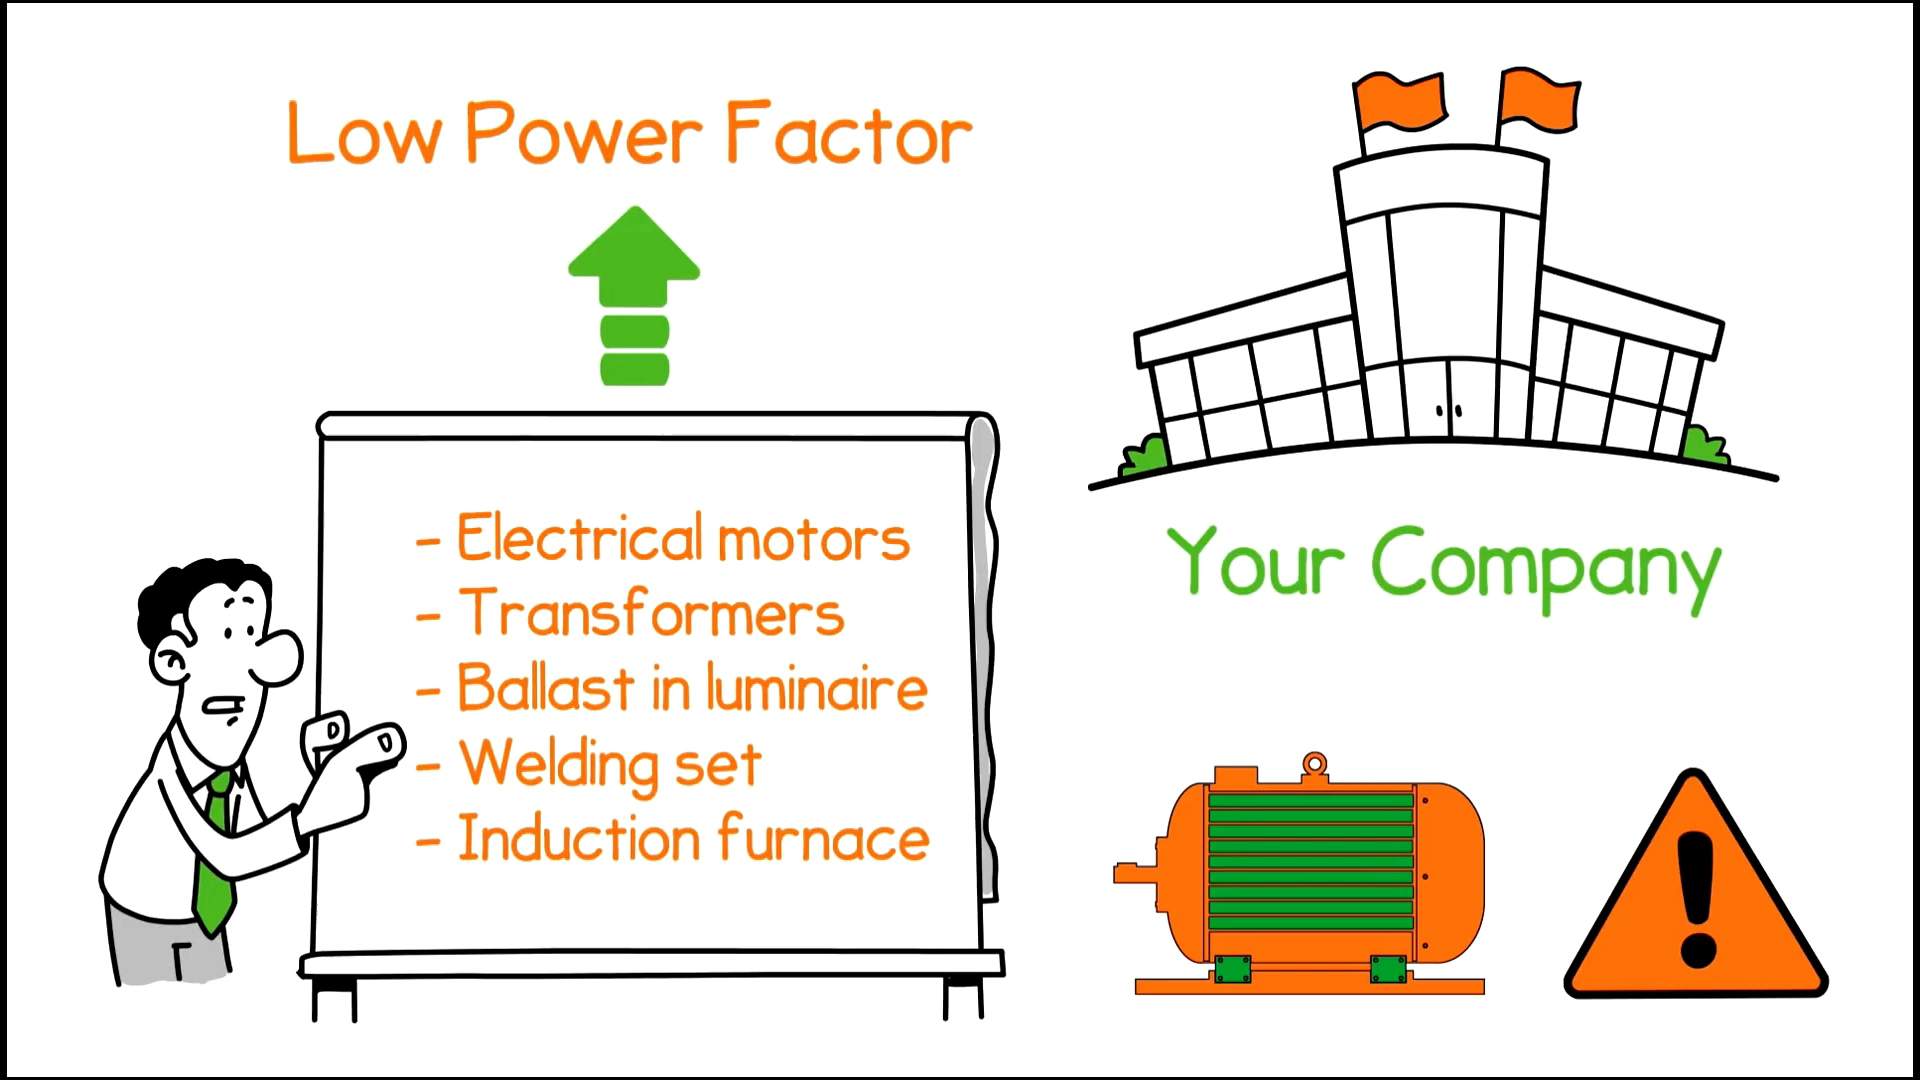 Low Power Factor
- Electrical motors
- Transformers
- Ballast in luminaire
- Welding set
- Induction furnace
Your Company